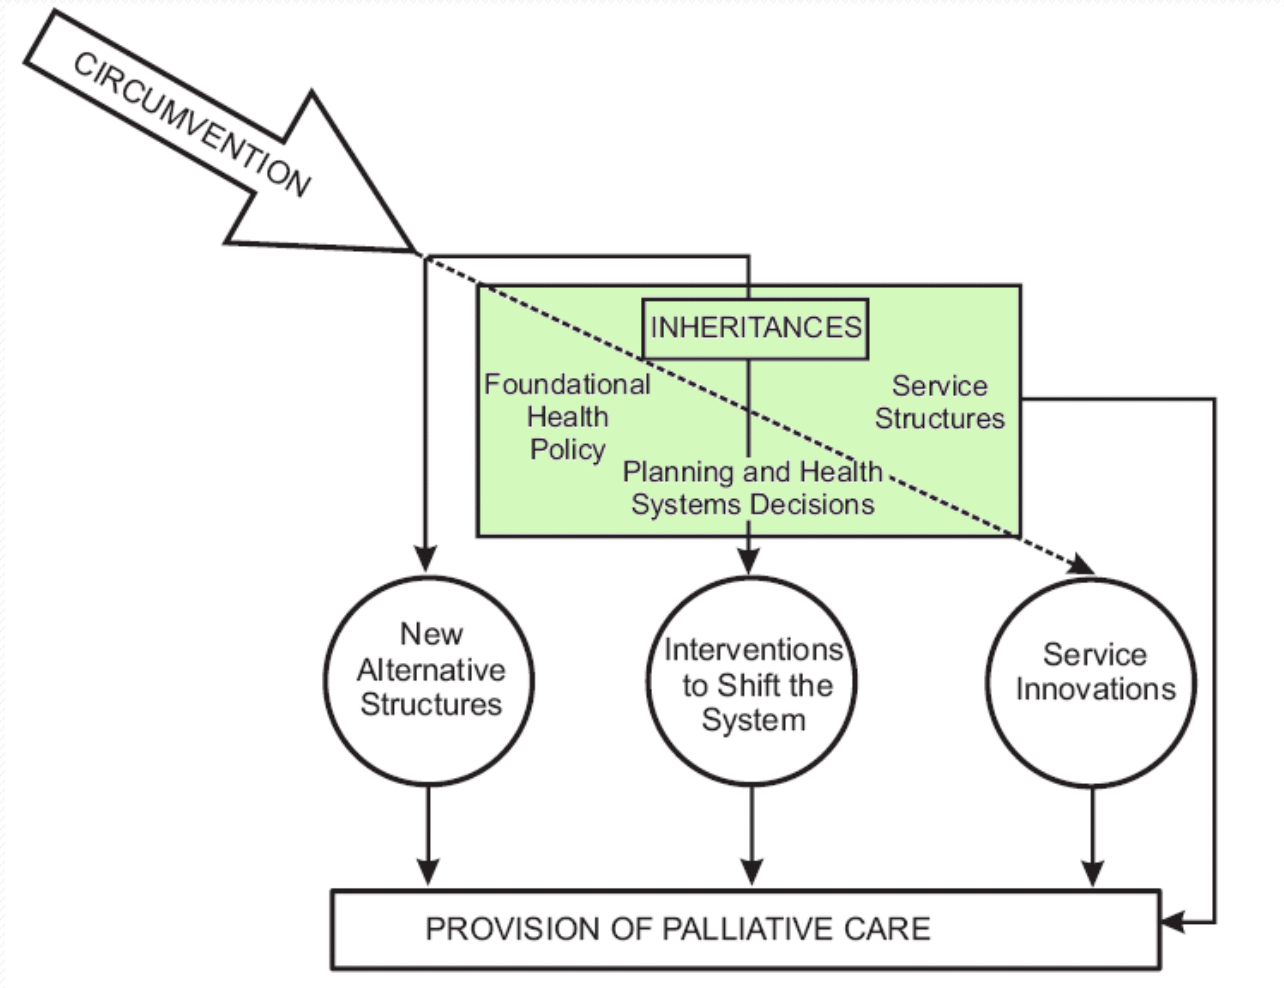 CIRCUMVENTION
INHERITANCES
Foundational
Health
Policy
Service
Structures
Planning and Health
Systems Decisions
New
Alternative
Structures
Interventions
to Shift the
System
Service
Innovations
PROVISION OF PALLIATIVE CARE